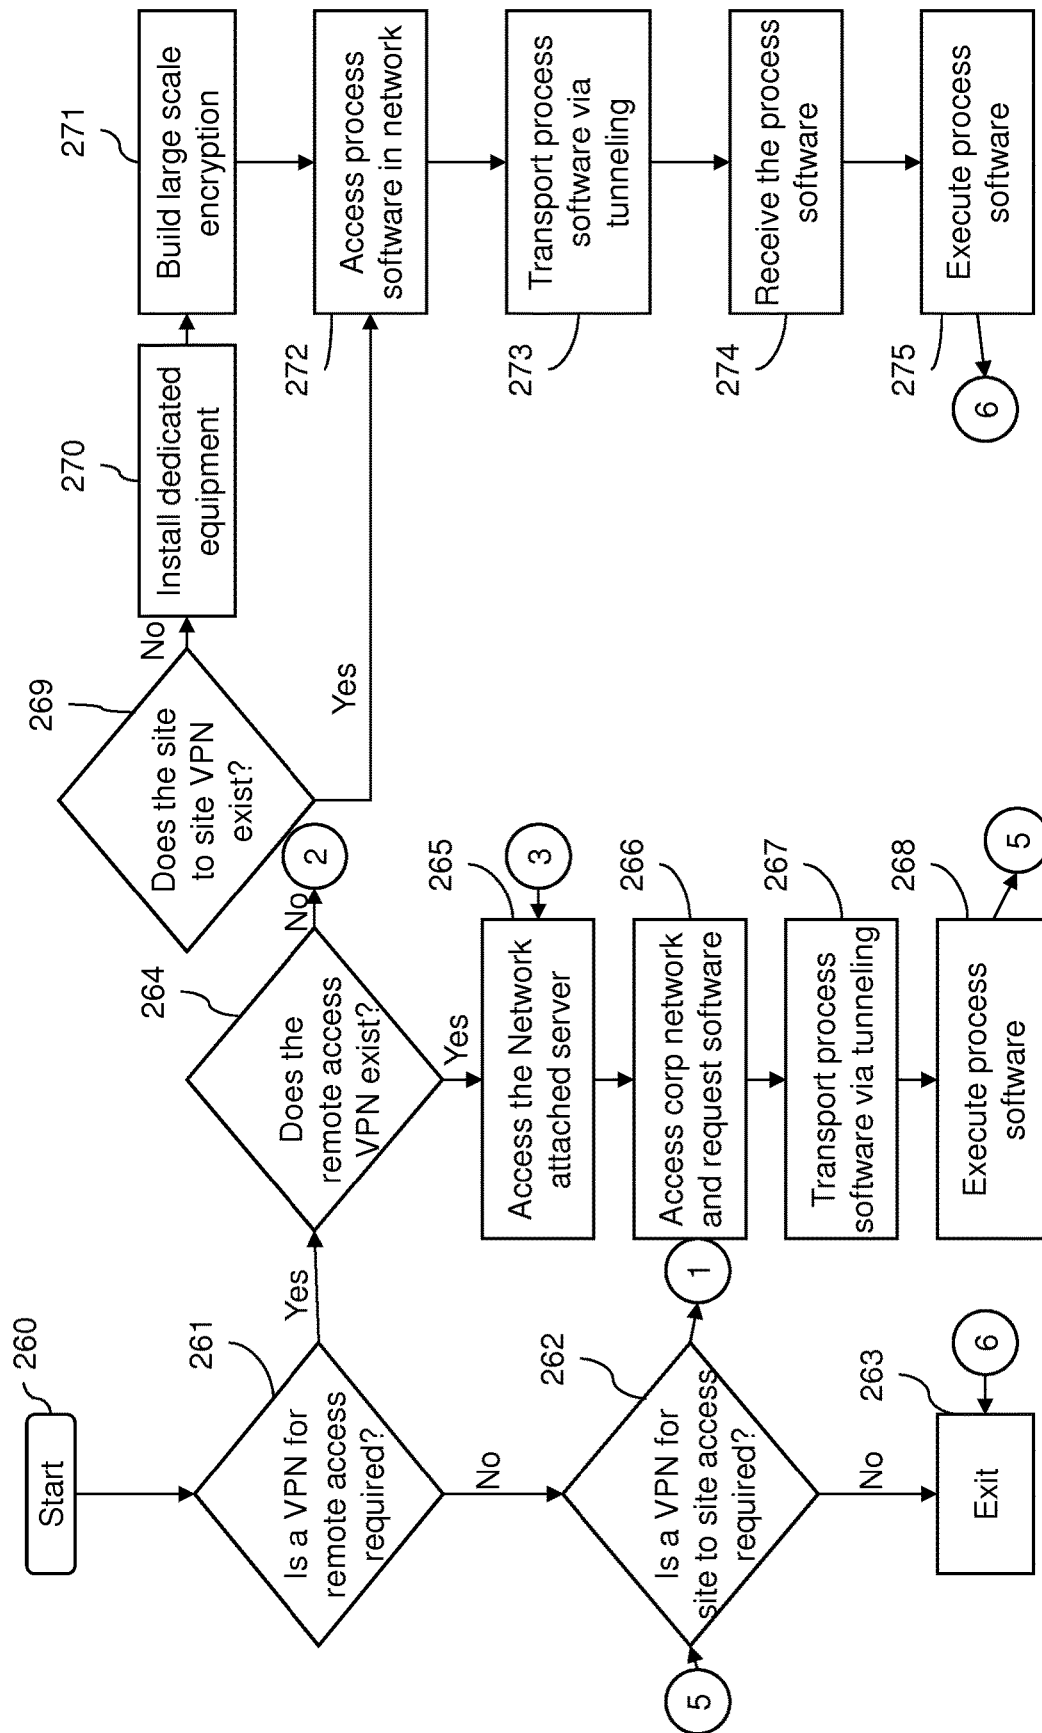 260
Start
261
Is a VPN for
remote access
required?
Yes
No
262
Is a VPN for
site to site access
required?
5
1
No
263
Exit
6
264
Does the
remote access
VPN exist?
No
2
Yes
265
Access the Network
attached server
3
266
Access corp network
and request software
267
Transport process
software via tunneling
268
Execute process
software
5
269
Does the site
to site VPN
exist?
No
Yes
270
Install dedicated
equipment
271
Build large scale
encryption
272
Access process
software in network
273
Transport process
software via
tunneling
274
Receive the process
software
275
Execute process
software
6